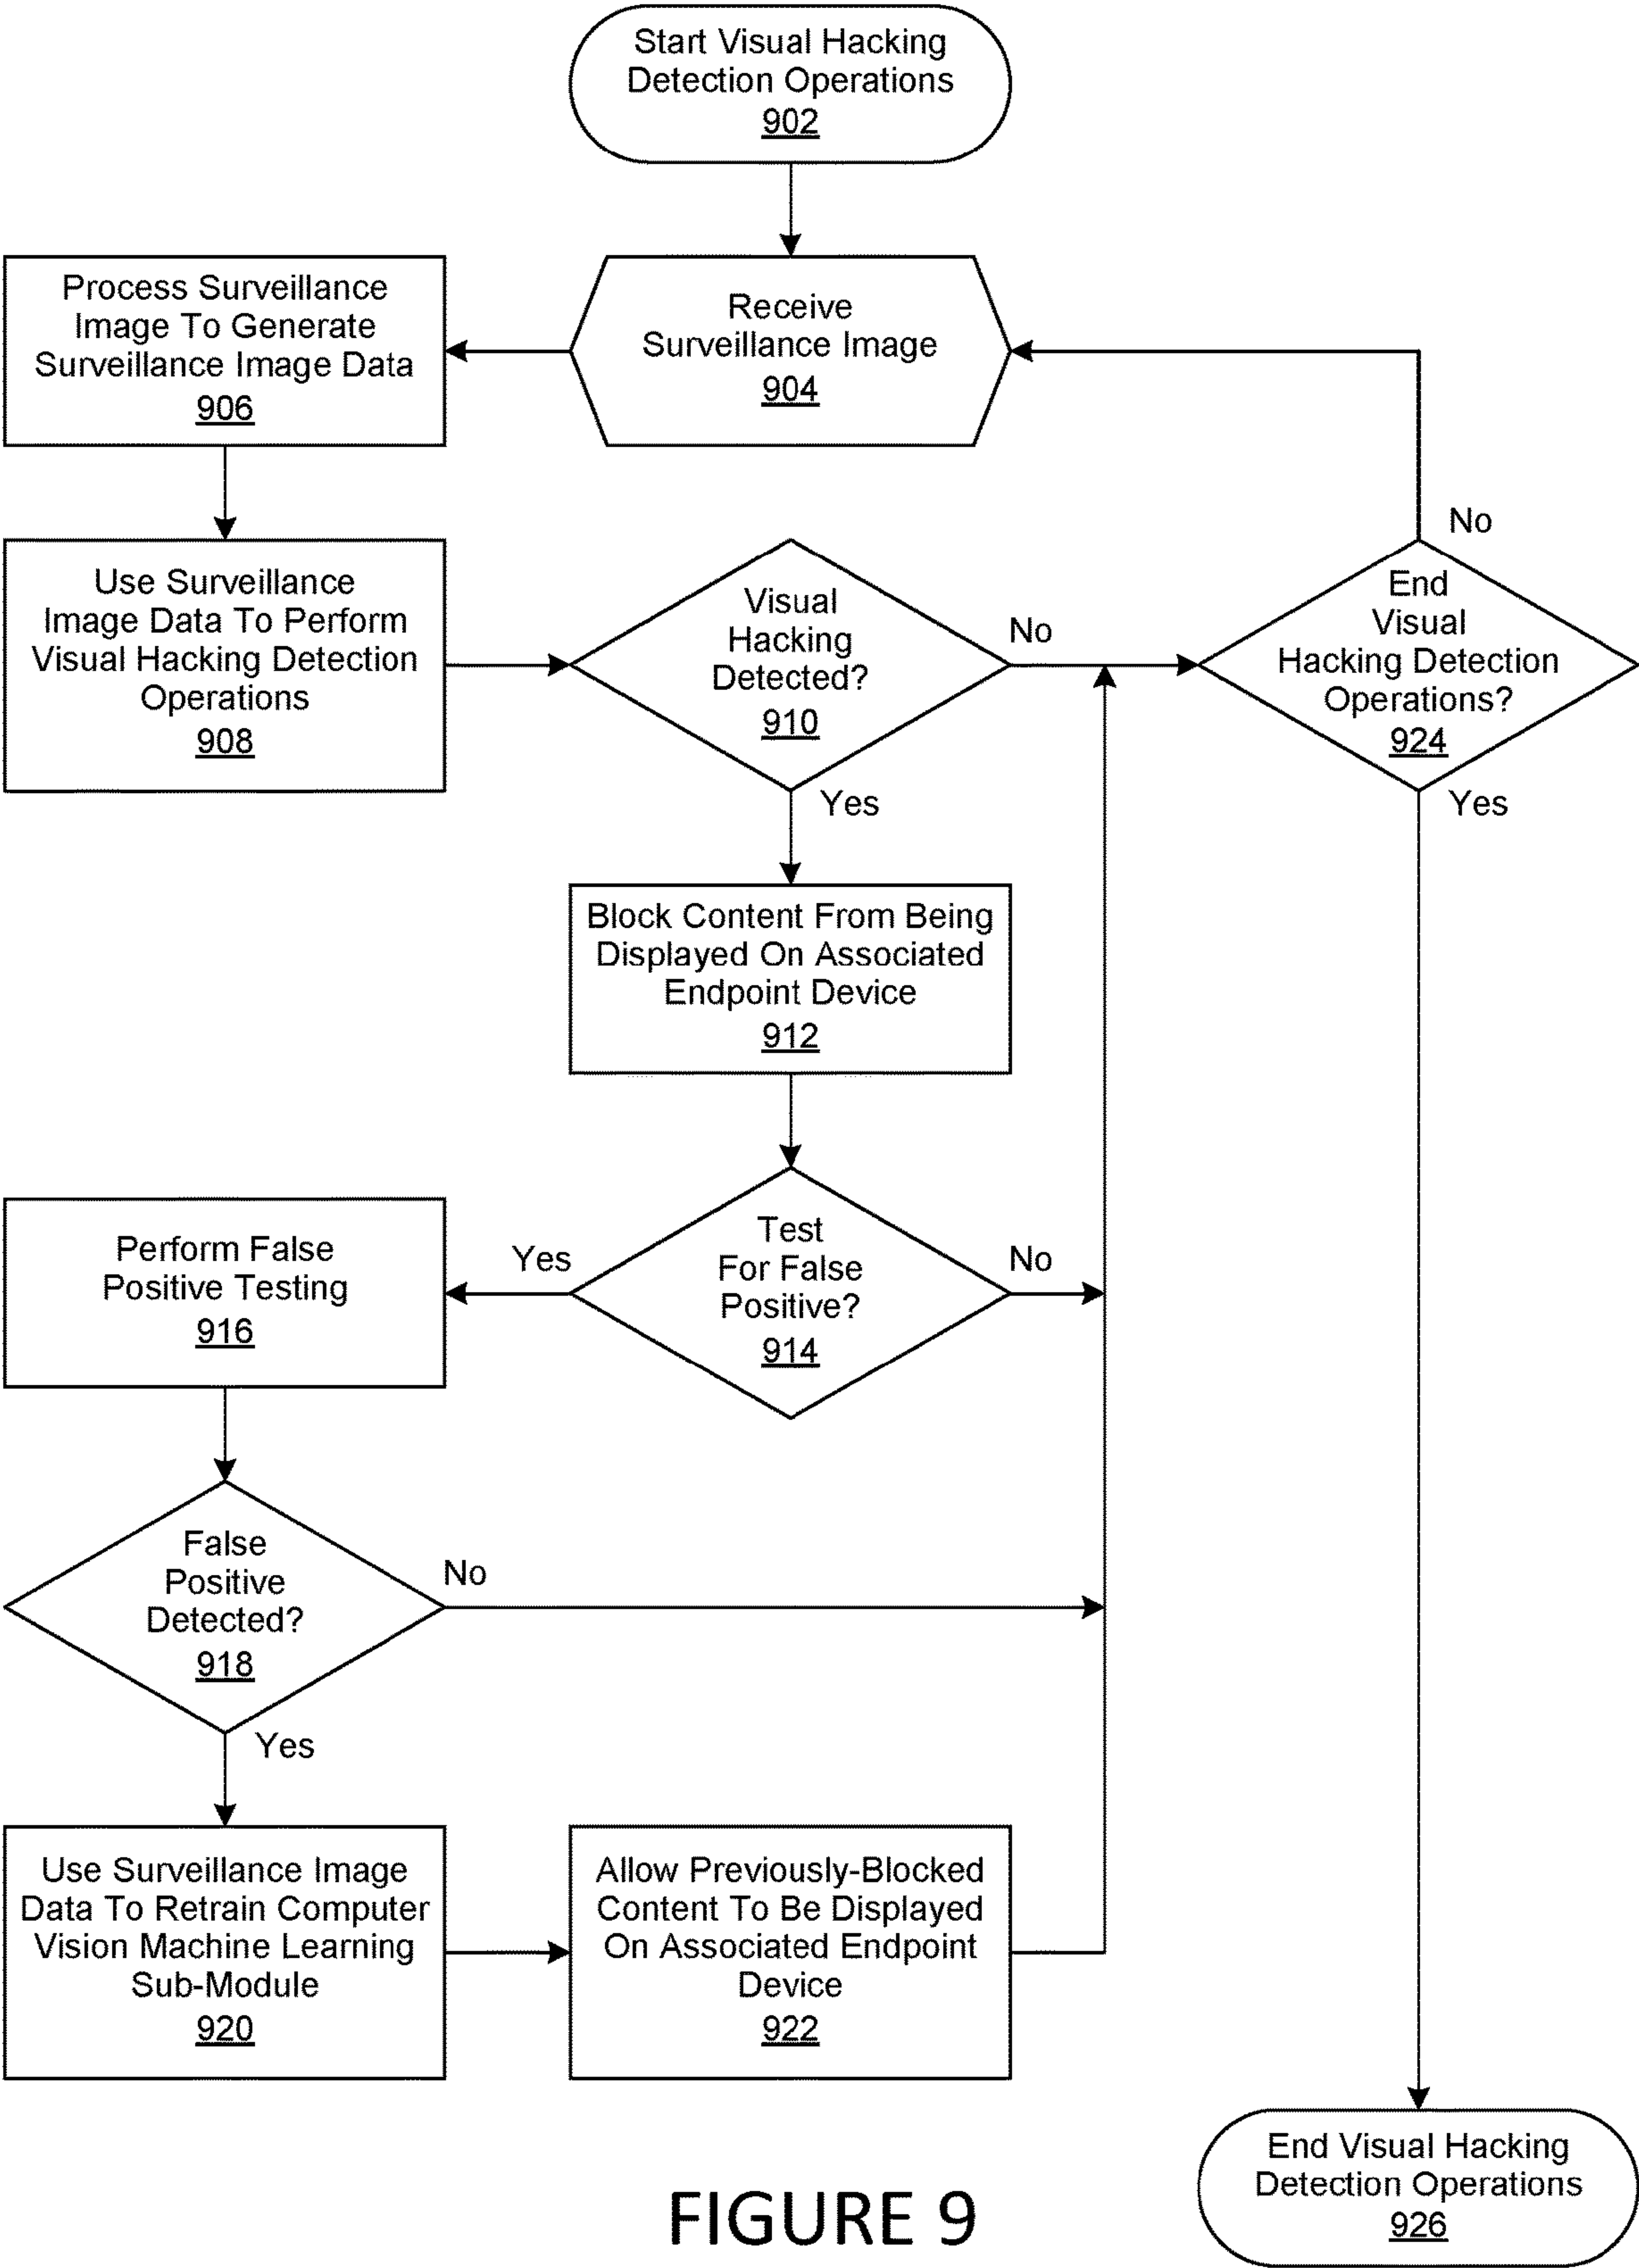 Start Visual Hacking
Detection Operations
902
Receive
Surveillance Image
904
Process Surveillance
Image To Generate
Surveillance Image Data
906
Use Surveillance
Image Data To Perform
Visual Hacking Detection
Operations
908
Visual
Hacking
Detected?
910
No
Yes
End
Visual
Hacking Detection
Operations?
924
No
Yes
Block Content From Being
Displayed On Associated
Endpoint Device
912
Test
For False
Positive?
914
Yes
No
Perform False
Positive Testing
916
False
Positive
Detected?
918
No
Yes
Use Surveillance Image
Data To Retrain Computer
Vision Machine Learning
Sub-Module
920
Allow Previously-Blocked
Content To Be Displayed
On Associated Endpoint
Device
922
End Visual Hacking
Detection Operations
926
FIGURE 9